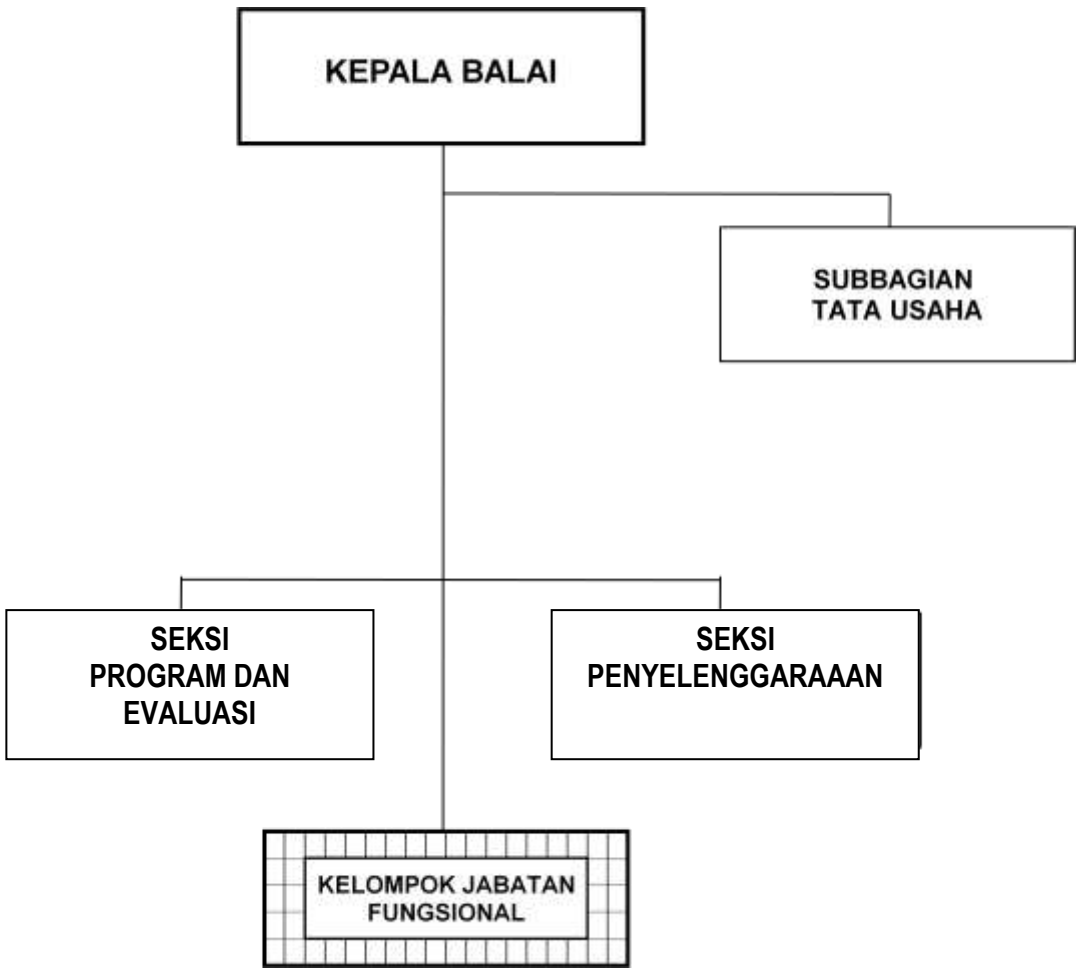 KEPALA BALAI
SUBBAGIAN
TATA USAHA
SEKSI
PROGRAM DAN
EVALUASI
SEKSI
PENYELENGGARAAAN
KELOMPOK JABATAN
FUNGSIONAL